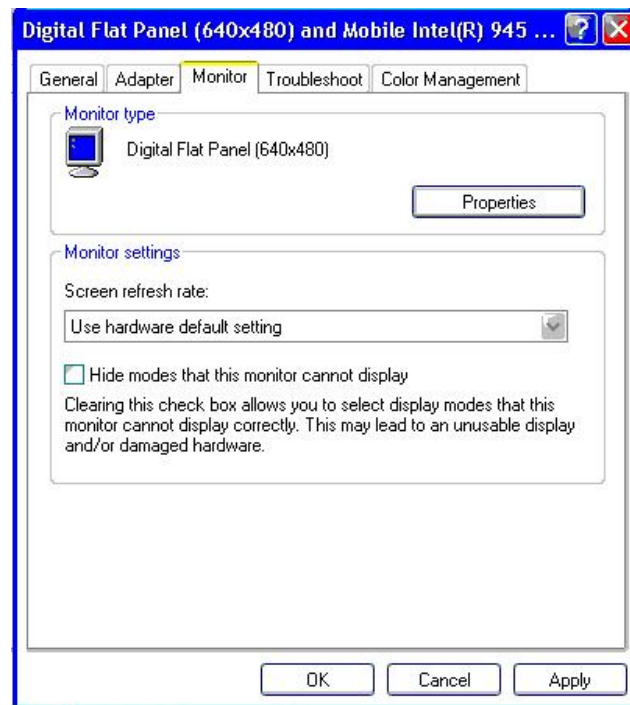 Digital Flat Panel (640x480) and Mobile Intel(R) 945 ...
General Adapter Monitor Troubleshoot Color Management
Monitor type
Digital Flat Panel (640x480)
Properties
Monitor settings
Screen refresh rate:
Use hardware default setting
Hide modes that this monitor cannot display
Clearing this check box allows you to select display modes that this
monitor cannot display correctly. This may lead to an unusable display
and/or damaged hardware.
OK Cancel Apply